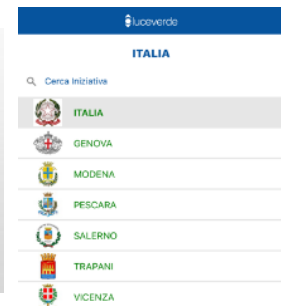 luceverde
ITALIA
Cerca Iniziativa
ITALIA
GENOVA
MODENA
PESCARA
SALERNO
TRAPANI
VICENZA